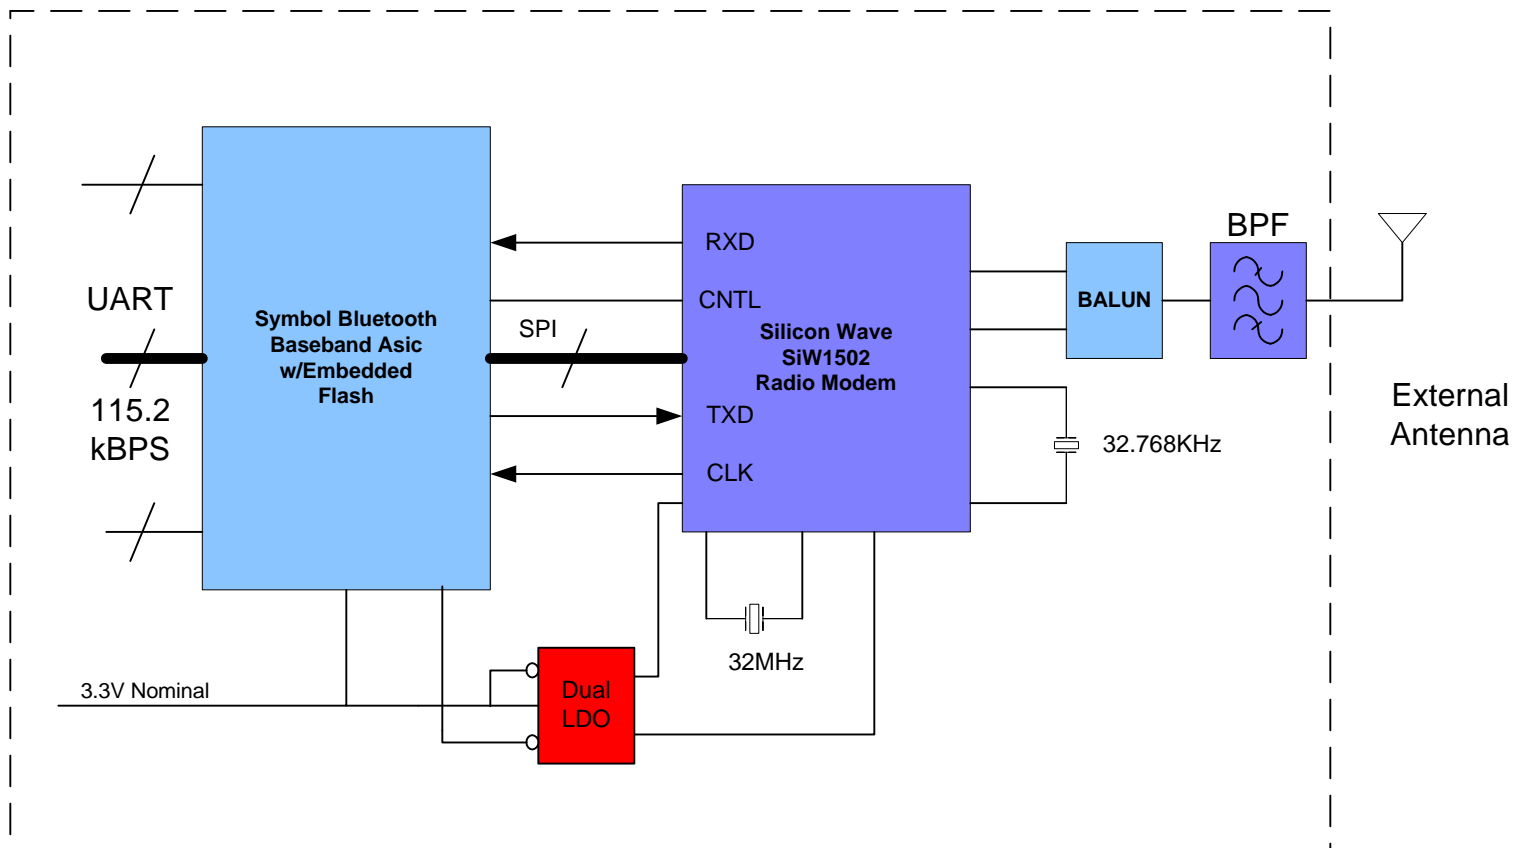 UART
115.2
kBPS
Symbol Bluetooth
Baseband Asic
w/Embedded
Flash
SPI
RXD
CNTL
Silicon Wave
SiW1502
Radio Modem
TXD
CLK
BALUN
BPF
External
Antenna
32.768KHz
32MHz
3.3V Nominal
Dual
LDO